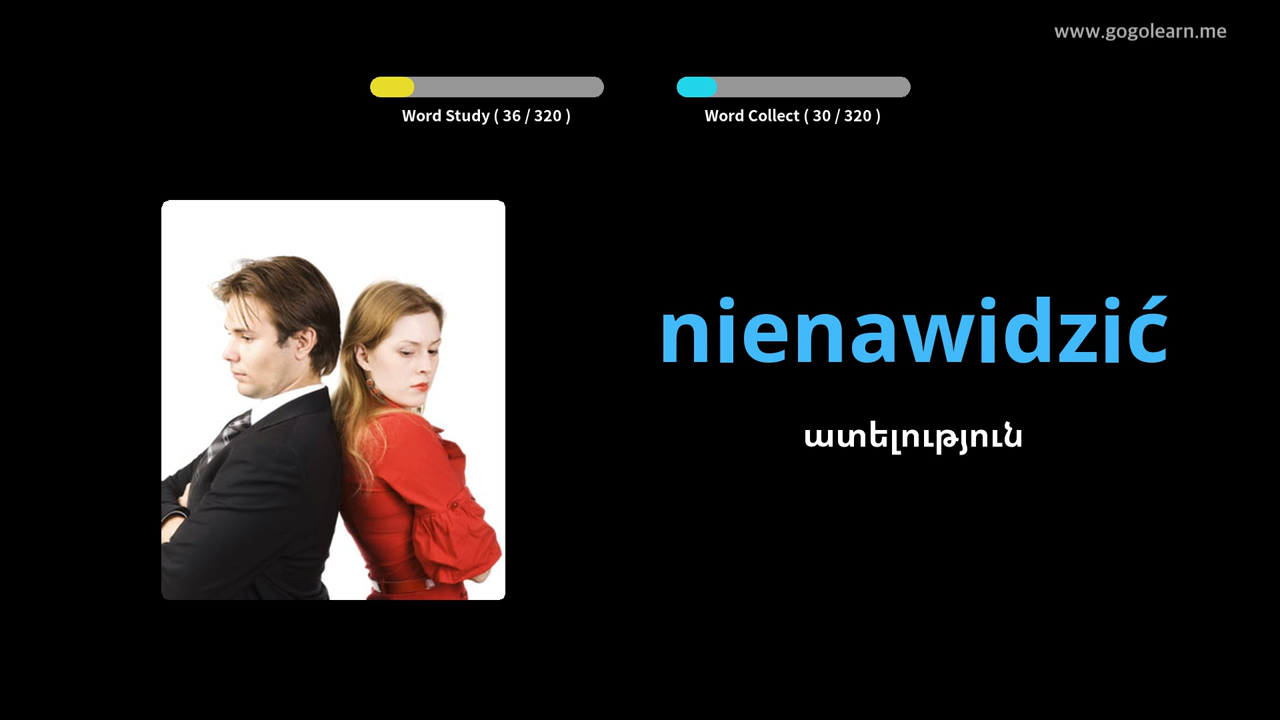 www.gogolearn.me
Word Study ( 36 / 320 )
Word Collect ( 30 / 320 )
nienawidzić
ատելություն